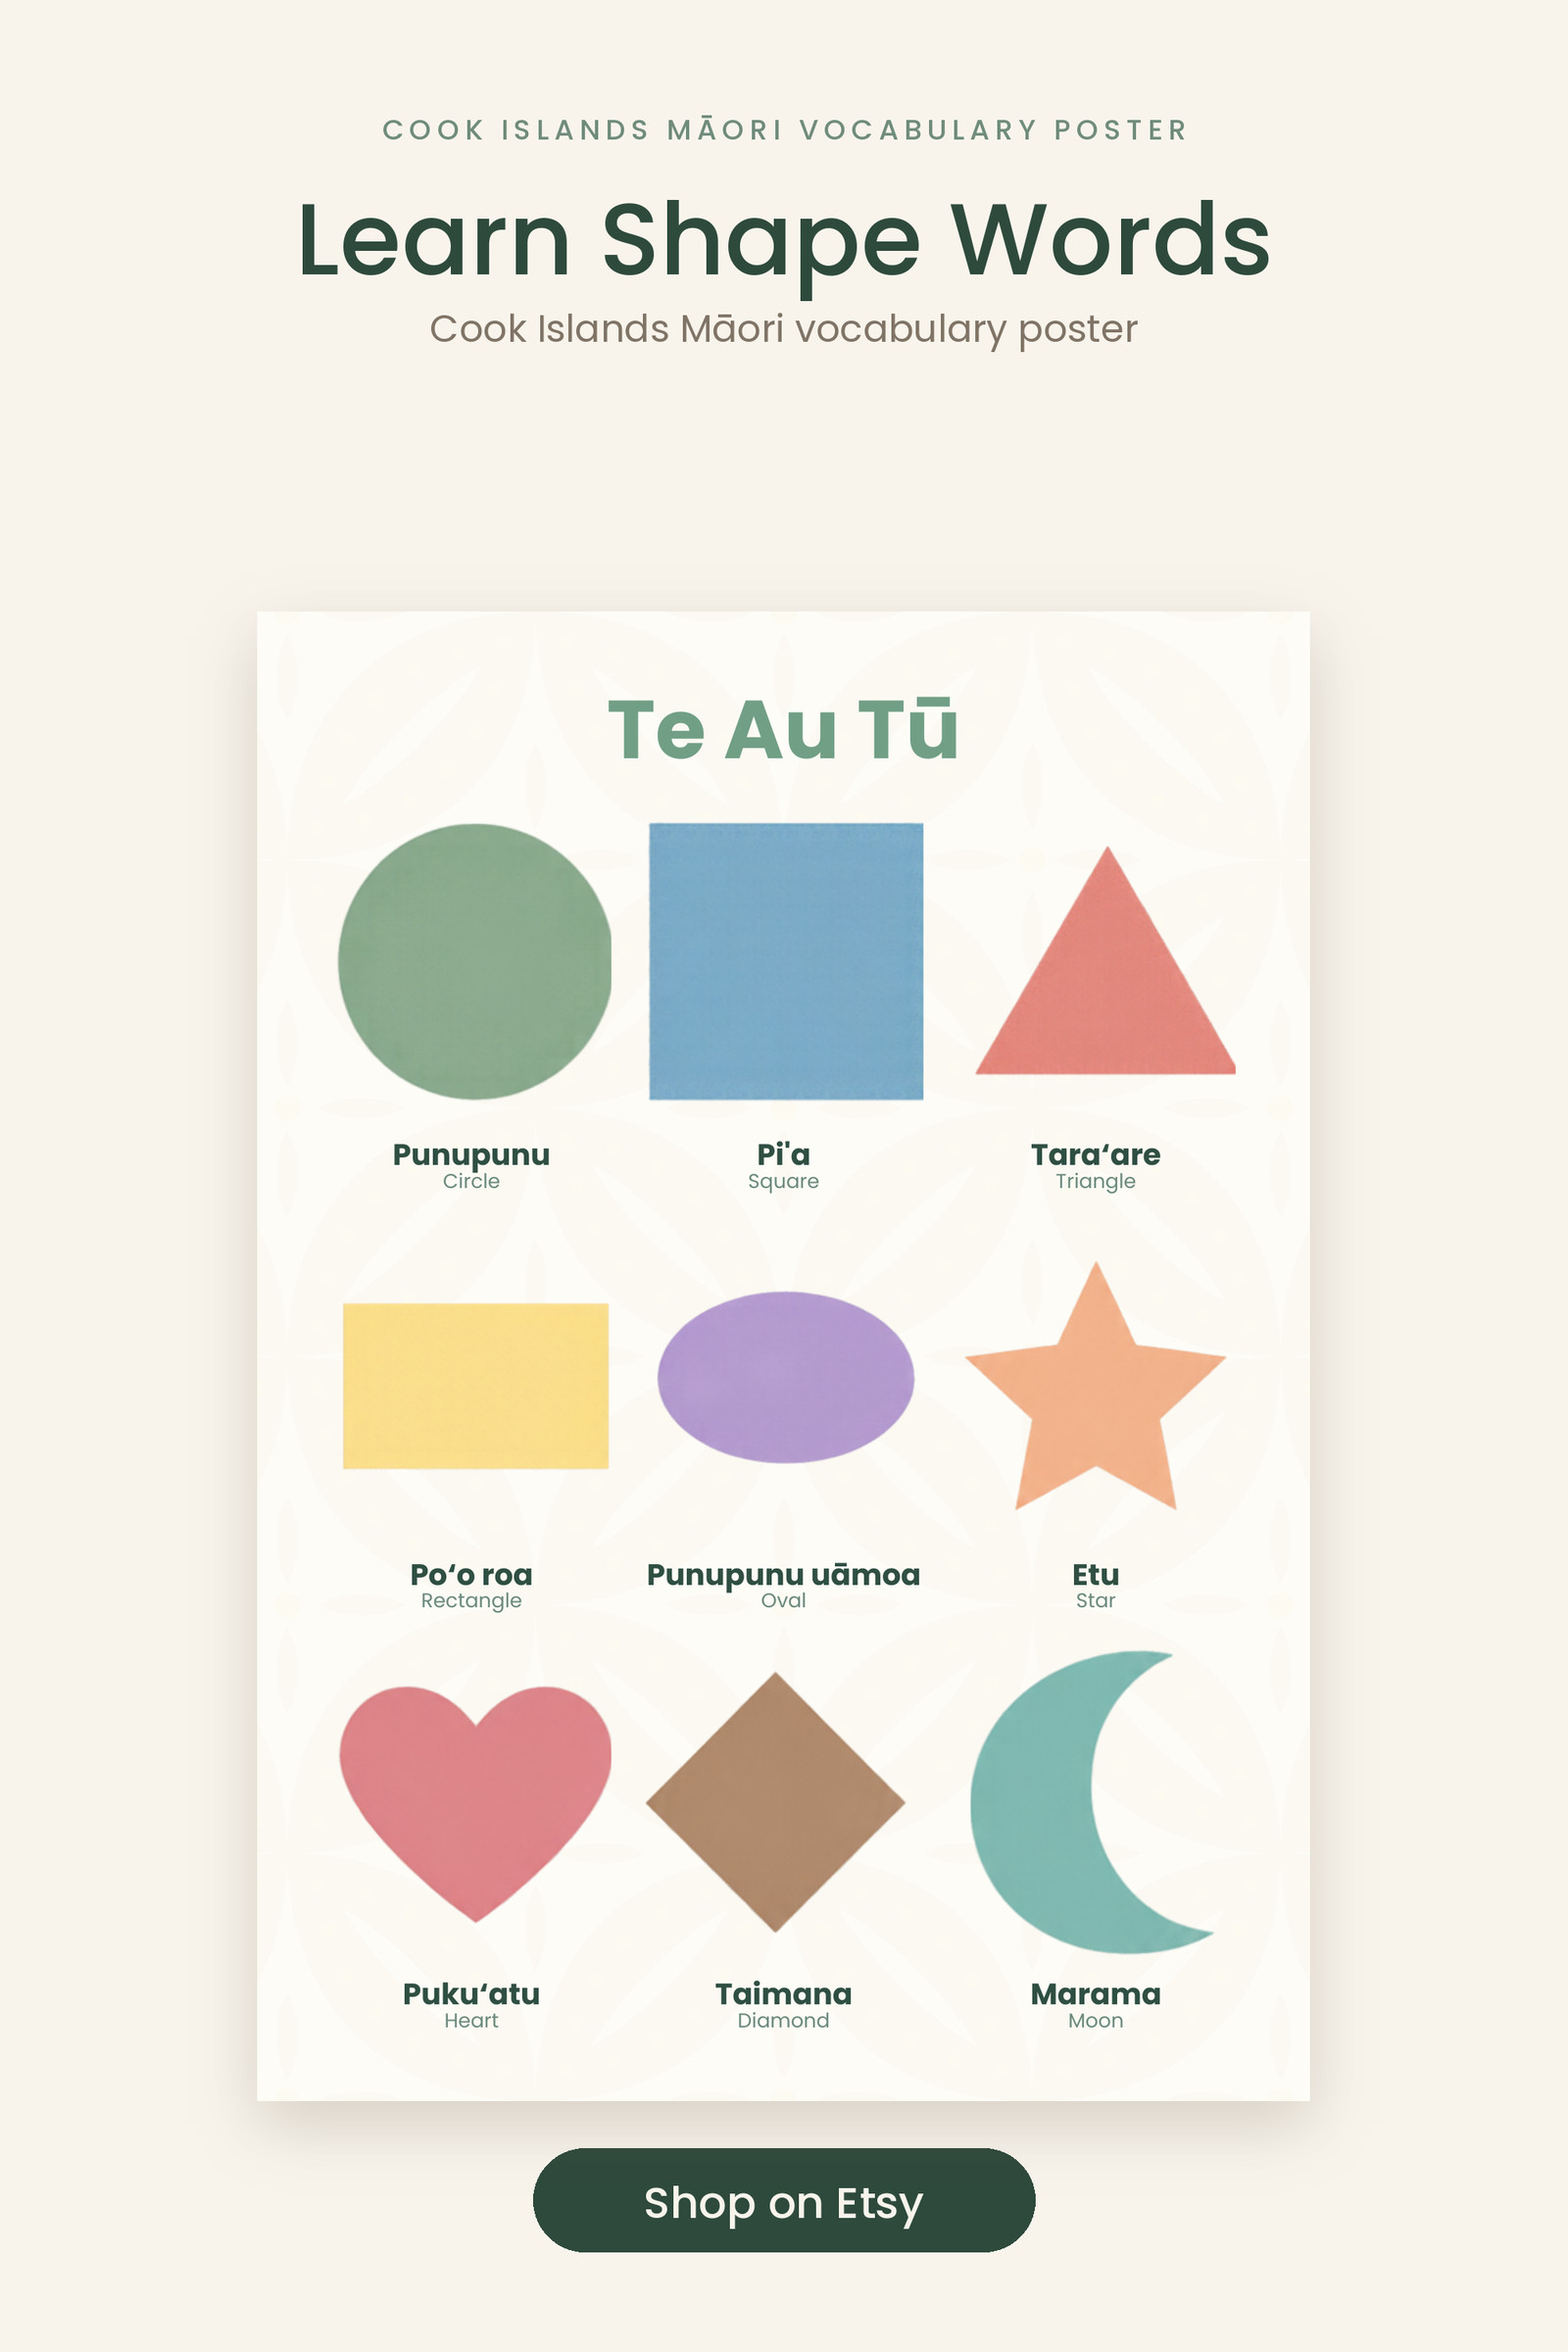 COOK ISLANDS MĀORI VOCABULARY POSTER
Learn Shape Words
Cook Islands Māori vocabulary poster
Te Au Tū
Punupunu
Circle
Pi'a
Square
Tara‘are
Triangle
Po‘o roa
Rectangle
Punupunu uāmoa
Oval
Etu
Star
Puku‘atu
Heart
Taimana
Diamond
Marama
Moon
Shop on Etsy